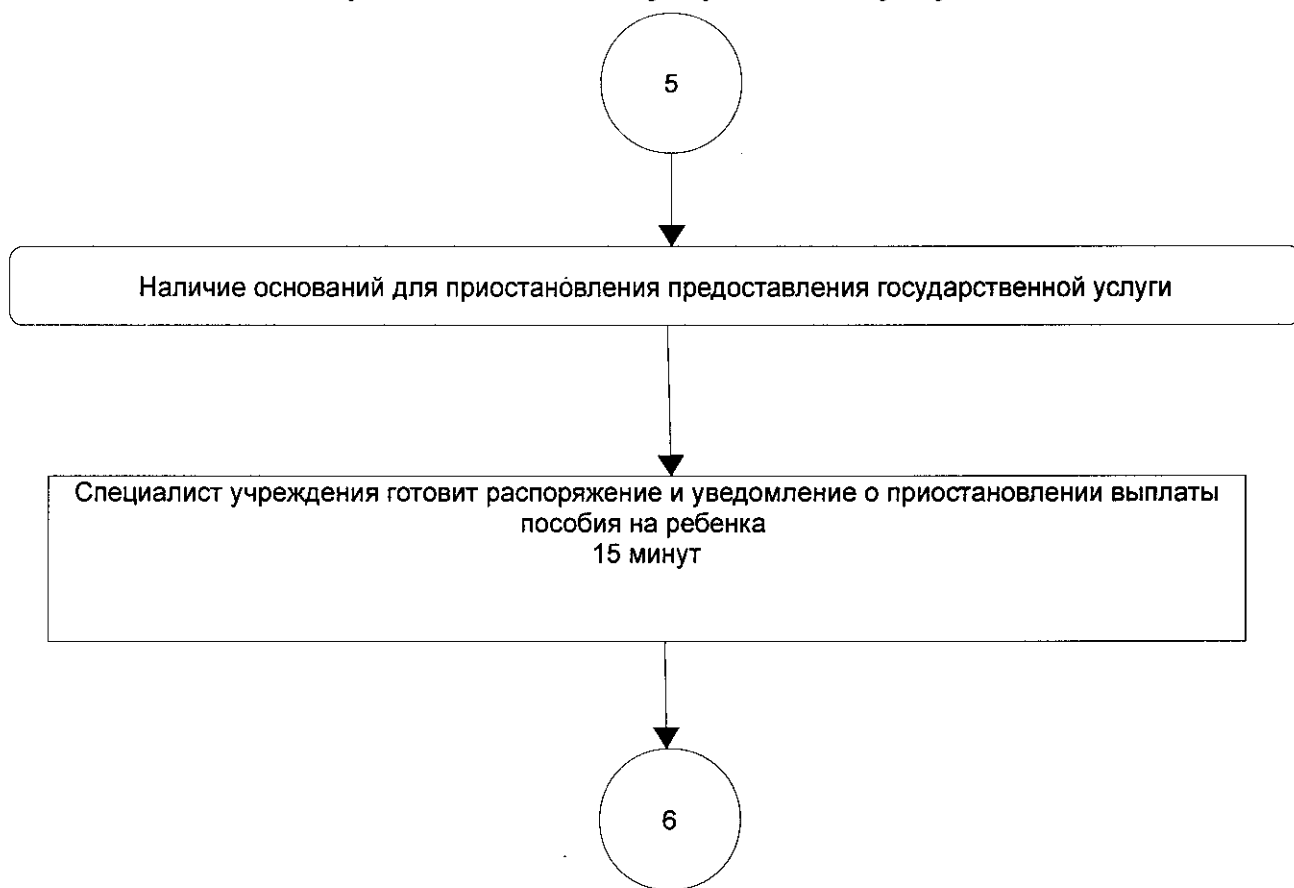 5
Наличие оснований для приостановления предоставления государственной услуги
Специалист учреждения готовит распоряжение и уведомление о приостановлении выплаты
пособия на ребенка
15 минут
6